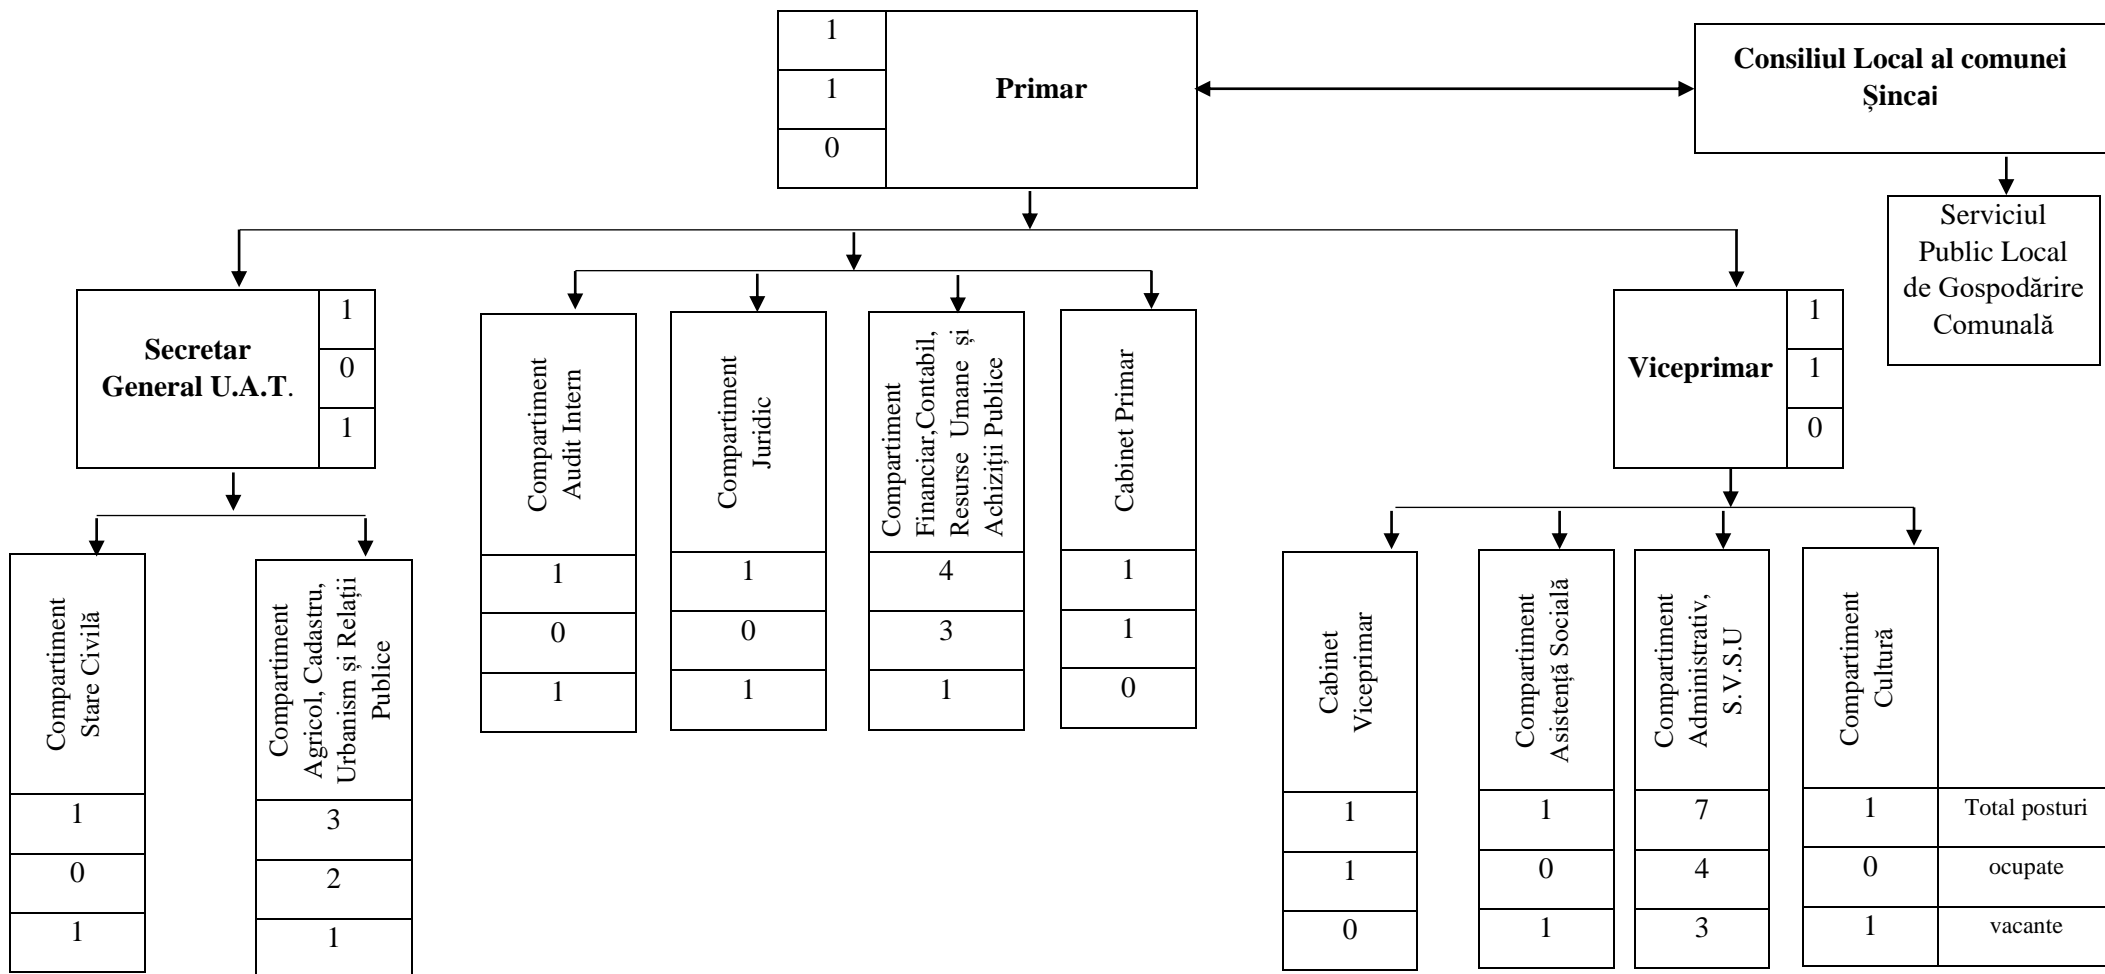 1
1
0
Primar
Consiliul Local al comunei
Șincai
Serviciul
Public Local
de Gospodărire
Comunală
Secretar
General U.A.T.
1
0
1
Compartiment
Audit Intern
1
0
1
Compartiment
Juridic
1
0
1
Compartiment
Financiar,Contabil,
Resurse Umane și
Achiziții Publice
4
3
1
Cabinet Primar
1
1
0
Viceprimar
1
1
0
Compartiment
Stare Civilă
1
0
1
Compartiment
Agricol, Cadastru,
Urbanism și Relații
Publice
3
2
1
Cabinet
Viceprimar
1
1
0
Compartiment
Asistență Socială
1
0
1
Compartiment
Administrativ,
S.V.S.U
7
4
3
Compartiment
Cultură
1
0
1
Total posturi
ocupate
vacante